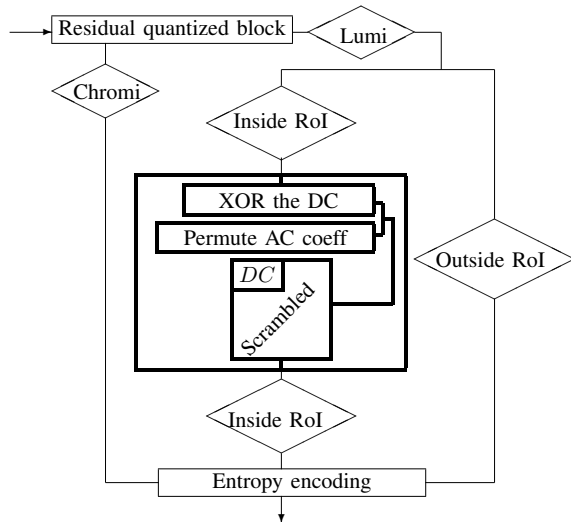 Residual quantized block
Lumi
Chromi
Inside RoI
XOR the DC
Permute AC coeff
DC
Scrambled
Outside RoI
Inside RoI
Entropy encoding